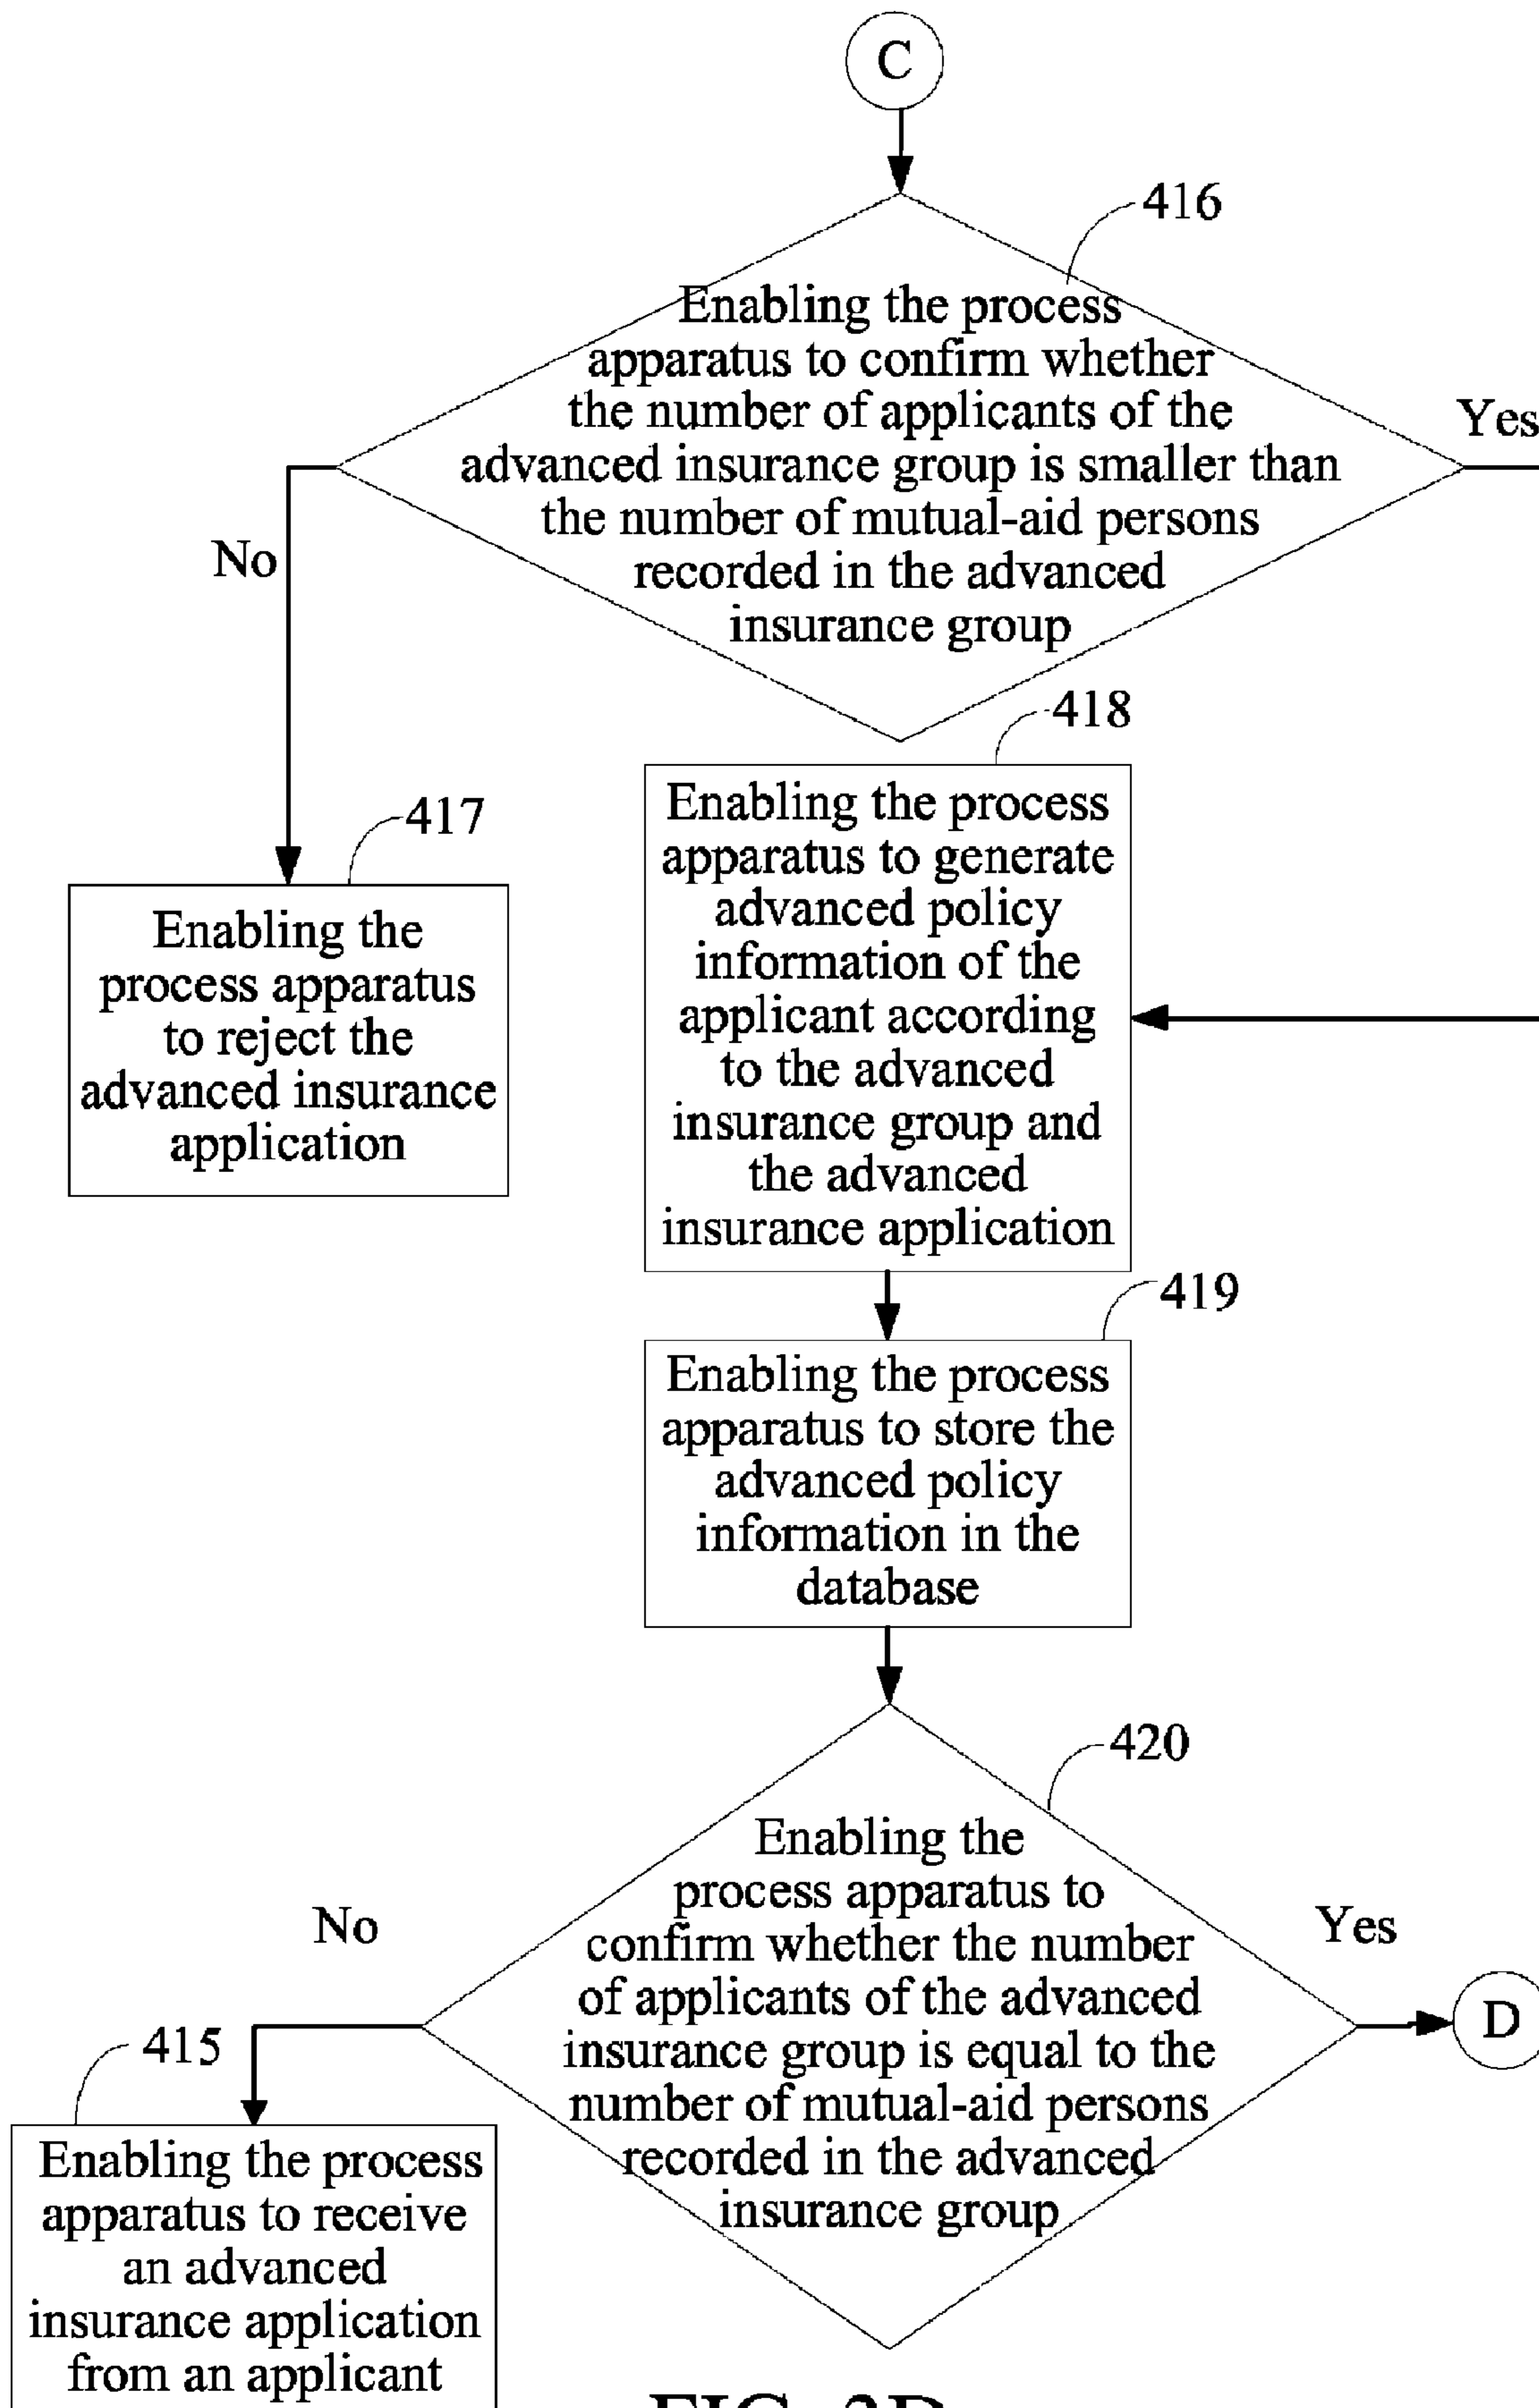 C
416
Enabling the process
apparatus to confirm whether
the number of applicants of the
advanced insurance group is smaller than
the number of mutual-aid persons
recorded in the advanced
insurance group
Yes
No
418
Enabling the process
apparatus to generate
advanced policy
information of the
applicant according
to the advanced
insurance group and
the advanced
insurance application
417
Enabling the
process apparatus
to reject the
advanced insurance
application
419
Enabling the process
apparatus to store the
advanced policy
information in the
database
420
Enabling the
process apparatus to
confirm whether the number
of applicants of the advanced
insurance group is equal to the
number of mutual-aid persons
recorded in the advanced
insurance group
No
Yes
D
415
Enabling the process
apparatus to receive
an advanced
insurance application
from an applicant